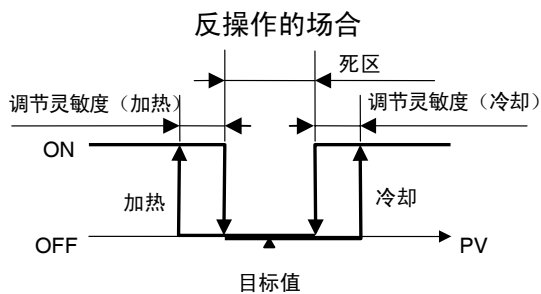 反操作的场合
死区
调节灵敏度（加热） 调节灵敏度（冷却）
ON
加热 冷却
OFF PV
目标值